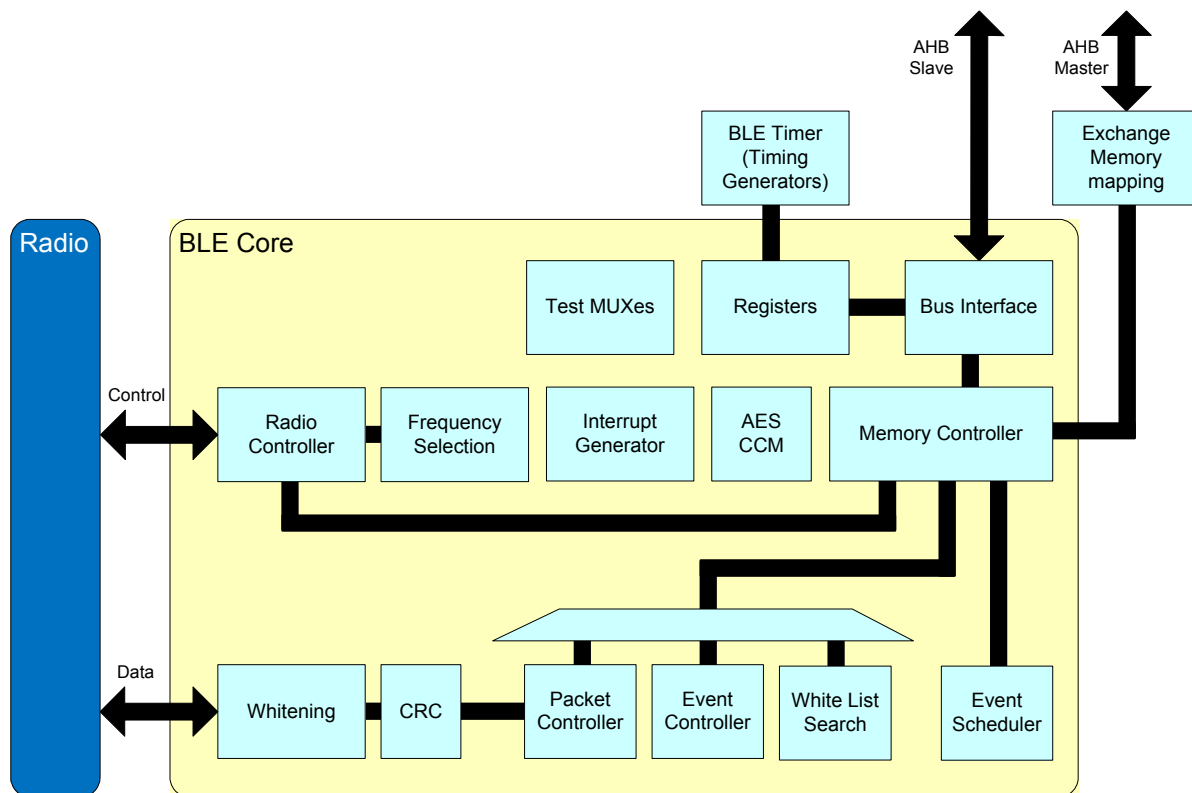 AHB
Slave
AHB
Master
BLE Timer
(Timing
Generators)
Exchange
Memory
mapping
Radio
BLE Core
Test MUXes
Registers
Bus Interface
Control
Radio
Controller
Frequency
Selection
Interrupt
Generator
AES
CCM
Memory Controller
Data
Whitening
CRC
Packet
Controller
Event
Controller
White List
Search
Event
Scheduler